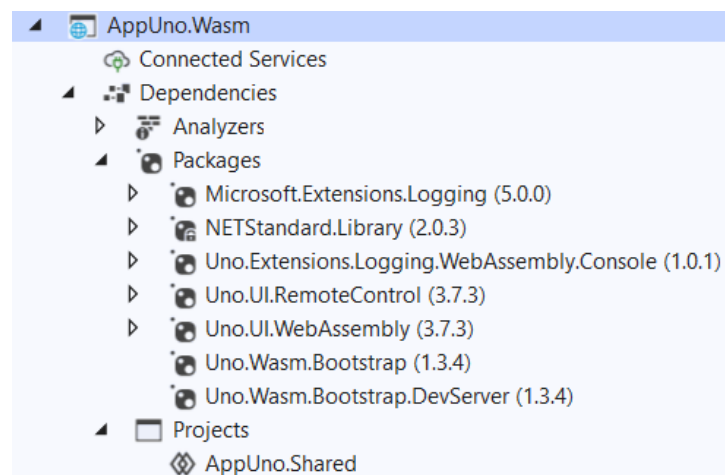 AppUno.Wasm
Connected Services
Dependencies
Analyzers
Packages
Microsoft.Extensions.Logging (5.0.0)
NETStandard.Library (2.0.3)
Uno.Extensions.Logging.WebAssembly.Console (1.0.1)
Uno.UI.RemoteControl (3.7.3)
Uno.UI.WebAssembly (3.7.3)
Uno.Wasm.Bootstrap (1.3.4)
Uno.Wasm.Bootstrap.DevServer (1.3.4)
Projects
AppUno.Shared